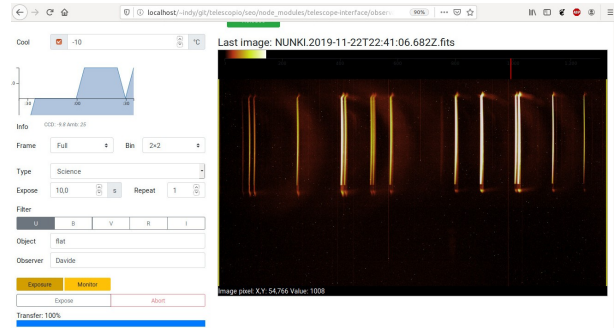 localhost/~indy/git/telescopio/seo/node_modules/telescope-interface/obser
90%
Cool
-10
°C
Last image: NUNKI.2019-11-22T22:41:06.682Z.fits
Info
CCD: -9.8 Amb: 25
Frame
Full
Bin
2×2
Type
Science
Expose
10,0
s
Repeat
1
Filter
U
B
V
R
I
Object
flat
Observer
Davide
Exposure
Monitor
Expose
Abort
Image pixel: X,Y: 54,766 Value: 1008
Transfer: 100%